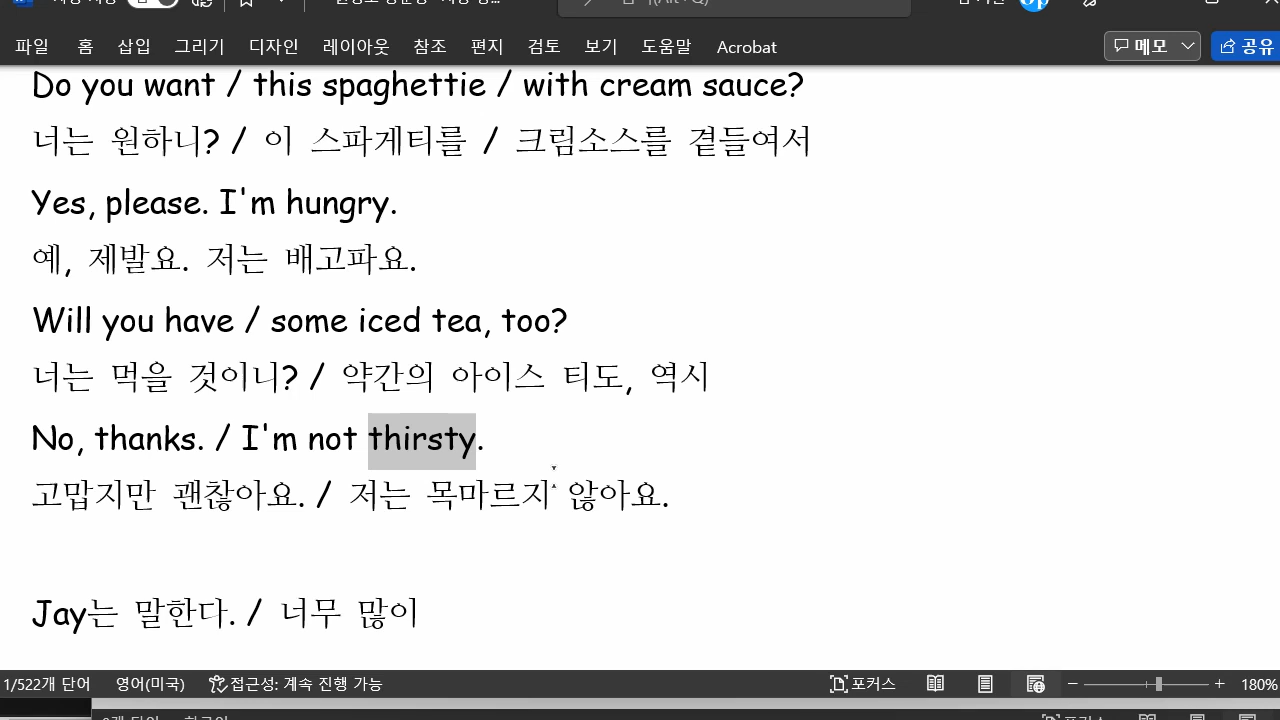 파일 홈 삽입 그리기 디자인 레이아웃 참조 편지 검토 보기 도움말 Acrobat 메모 공유
Do you want / this spaghettie / with cream sauce?
너는 원하니? / 이 스파게티를 / 크림소스를 곁들여서
Yes, please. I'm hungry.
예, 제발요. 저는 배고파요.
Will you have / some iced tea, too?
너는 먹을 것이니? / 약간의 아이스 티도, 역시
No, thanks. / I'm not thirsty.
고맙지만 괜찮아요. / 저는 목마르지 않아요.
Jay는 말한다. / 너무 많이
1/522개 단어 영어(미국) 접근성: 계속 진행 가능 포커스 180%